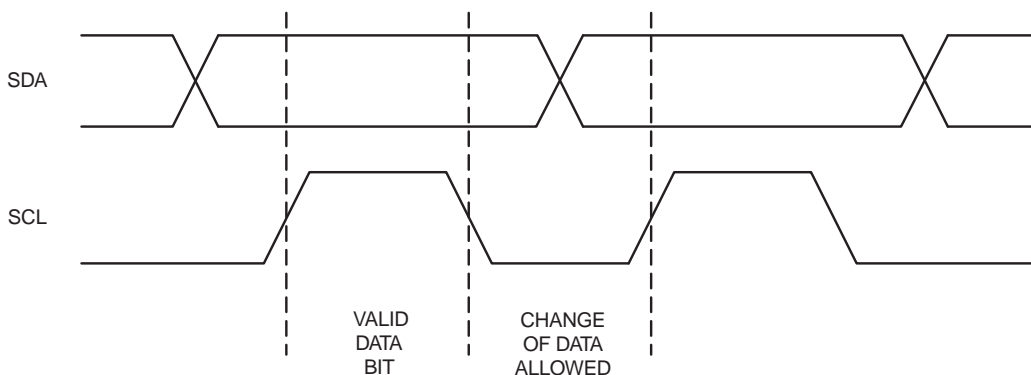 SDA
SCL
VALID
DATA
BIT
CHANGE
OF DATA
ALLOWED